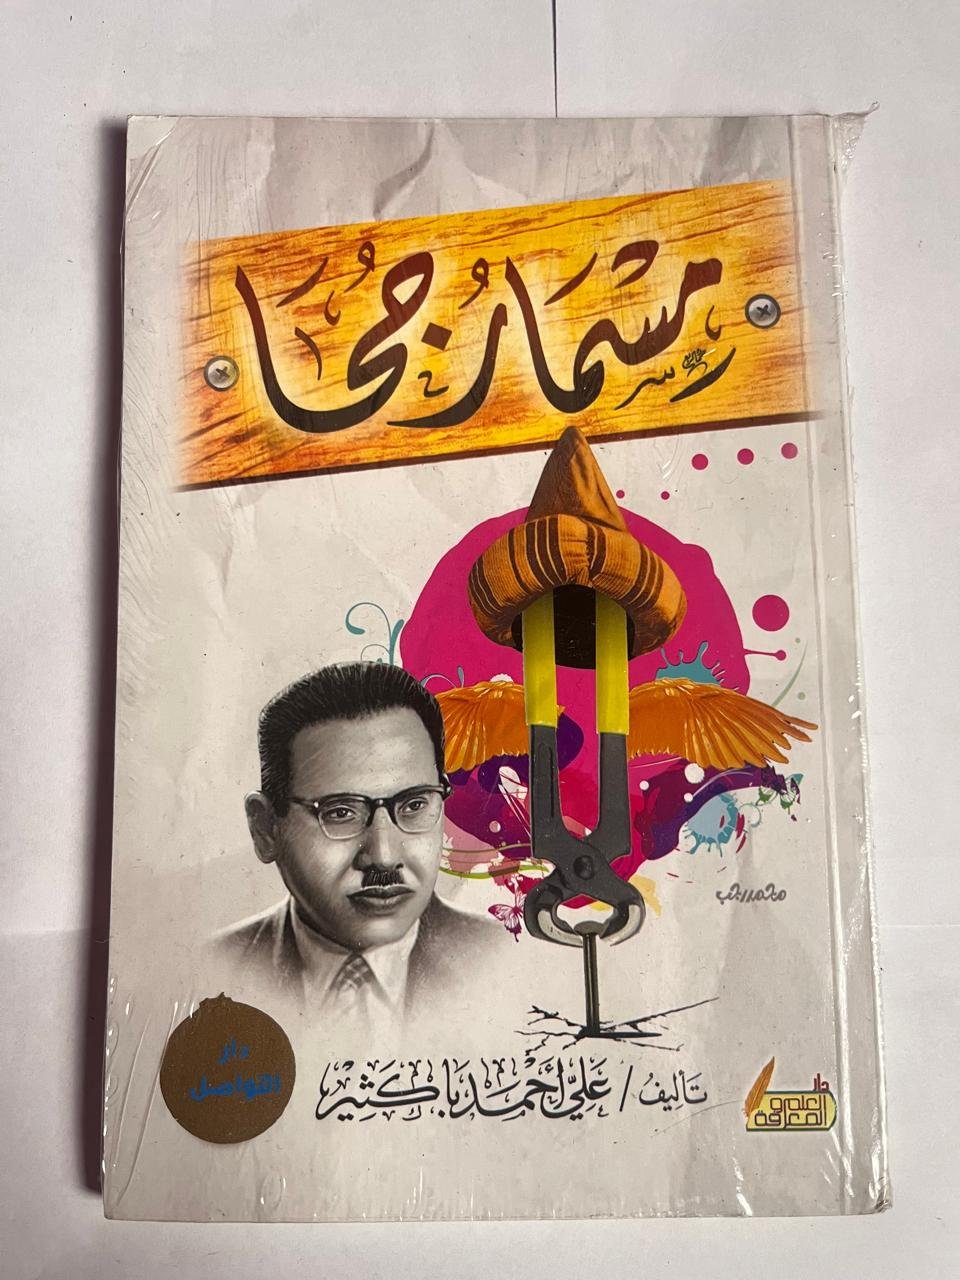 مسمار جحا
محمد رجب
تأليف / علي أحمد باكثير
دار
التواصل
دار
العلم و
المعرفة